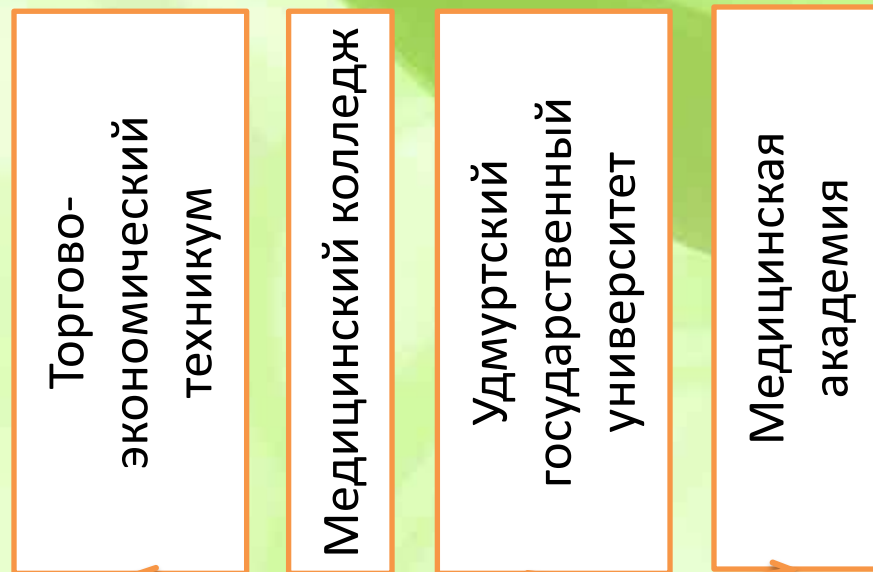 Торгово-
экономический
техникум
Медицинский колледж
Удмуртский
государственный
университет
Медицинская
академия